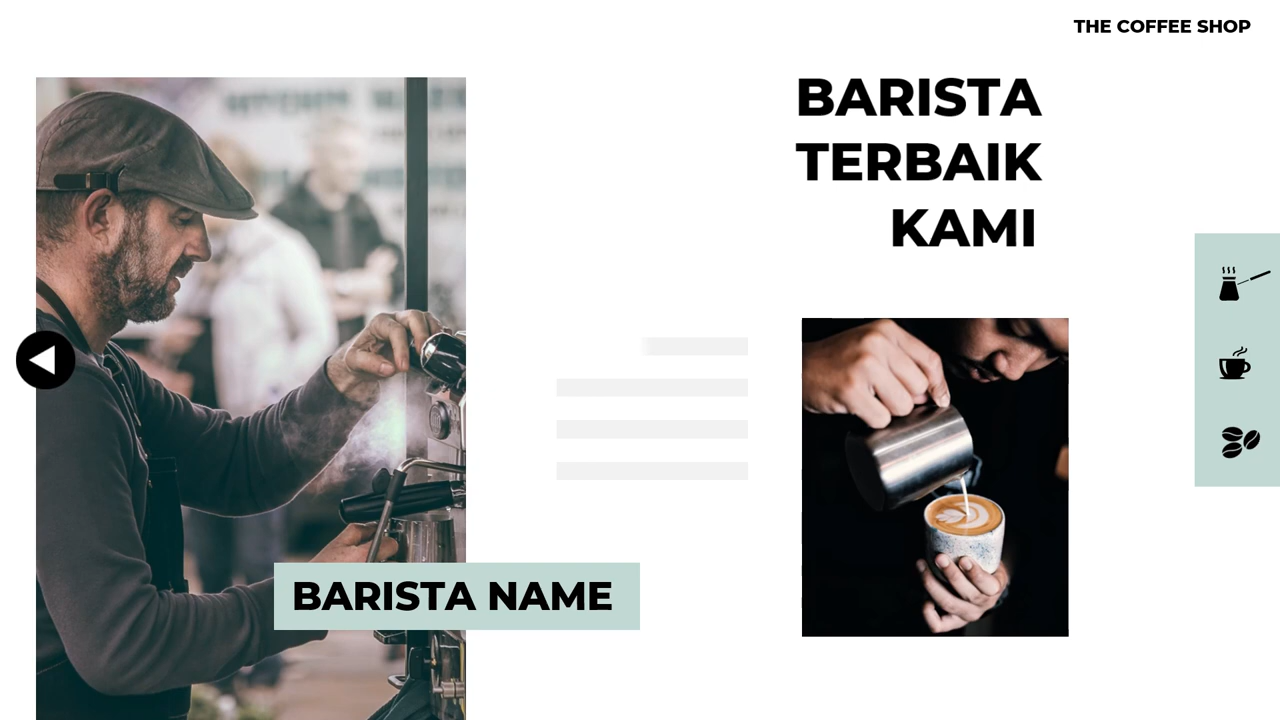 THE COFFEE SHOP
BARISTA
TERBAIK
KAMI
BARISTA NAME